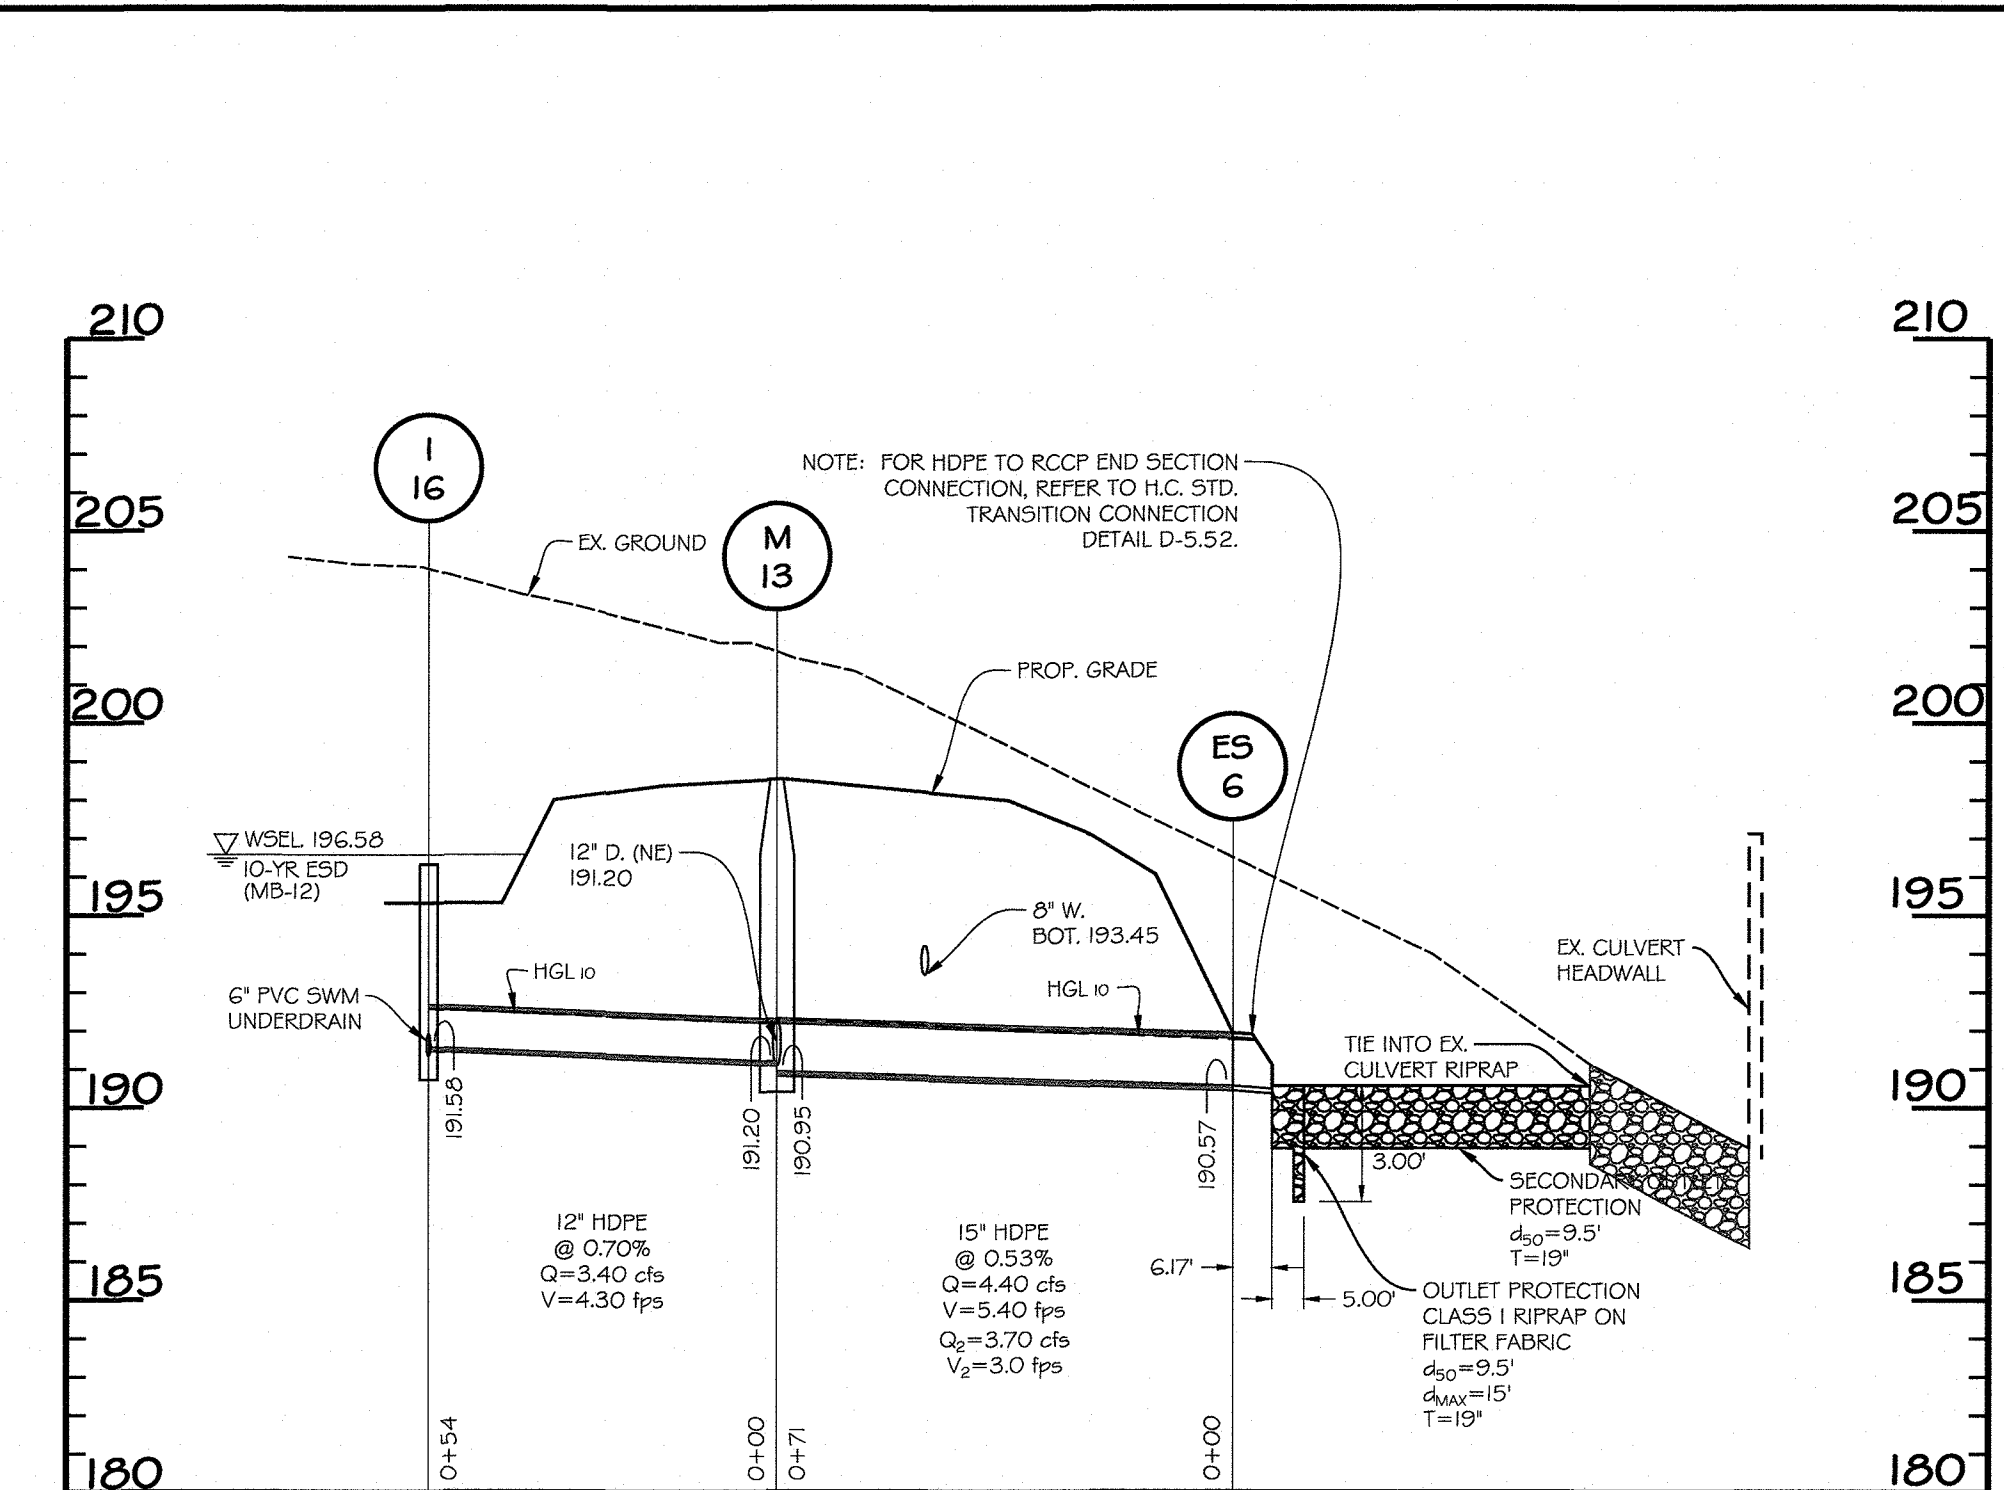 210
210
I
16
NOTE: FOR HDPE TO RCCP END SECTION
CONNECTION, REFER TO H.C. STD.
TRANSITION CONNECTION
DETAIL D-5.52.
205
205
EX. GROUND
M
13
PROP. GRADE
200
200
ES
6
WSEL. 196.58
10-YR ESD
(MB-12)
12" D. (NE)
191.20
195
195
8" W.
BOT. 193.45
EX. CULVERT
HEADWALL
HGL 10
HGL 10
6" PVC SWM
UNDERDRAIN
TIE INTO EX.
CULVERT RIPRAP
190
190
191.58
191.20
190.95
190.57
3.00'
SECONDARY OUTLET
PROTECTION
d50=9.5'
T=19"
12" HDPE
@ 0.70%
Q=3.40 cfs
V=4.30 fps
15" HDPE
@ 0.53%
Q=4.40 cfs
V=5.40 fps
Q2=3.70 cfs
V2=3.0 fps
6.17'
5.00'
185
185
OUTLET PROTECTION
CLASS I RIPRAP ON
FILTER FABRIC
d50=9.5'
dMAX=15'
T=19"
0+54
0+00
0+71
0+00
180
180